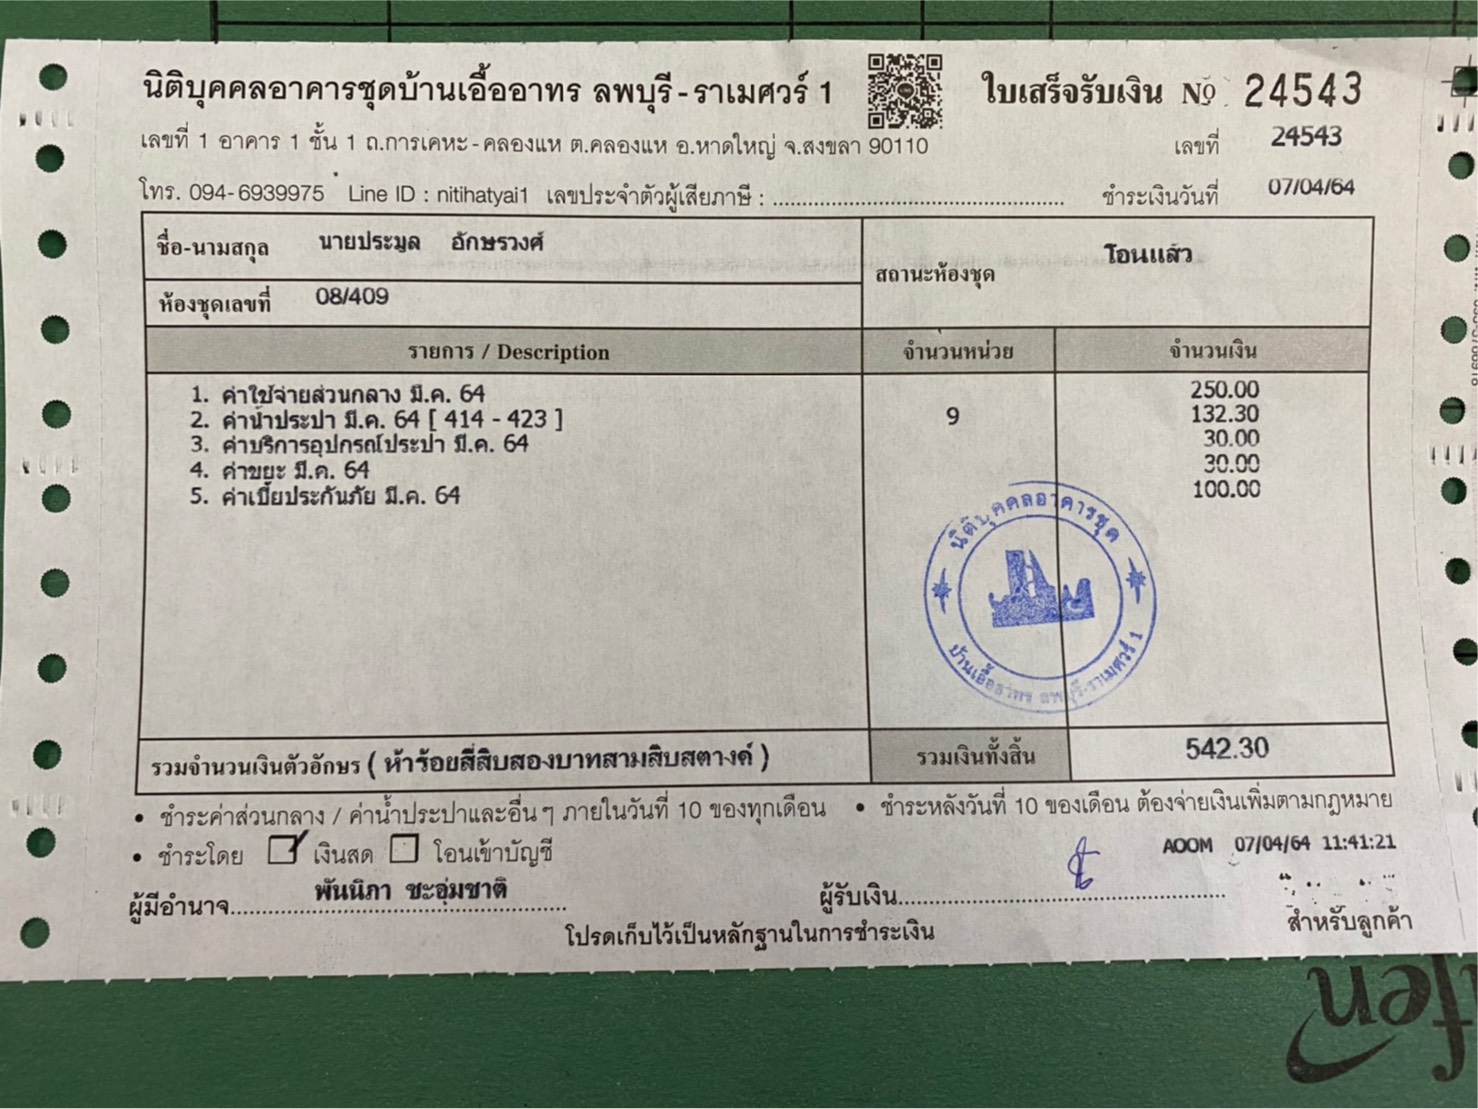 นิติบุคคลอาคารชุดบ้านเอื้ออาทร ลพบุรี-ราเมศวร์ 1 ใบเสร็จรับเงิน № 24543
เลขที่ 1 อาคาร 1 ชั้น 1 ถ.การเคหะ-คลองแห ต.คลองแห อ.หาดใหญ่ จ.สงขลา 90110 เลขที่ 24543
โทร. 094-6939975 Line ID : nitihatyai1 เลขประจำตัวผู้เสียภาษี : ชำระเงินวันที่ 07/04/64
ชื่อ-นามสกุล นายประมูล อักษรวงศ์
สถานะห้องชุด โอนแล้ว
ห้องชุดเลขที่ 08/409
รายการ / Description จำนวนหน่วย จำนวนเงิน
1. ค่าใช้จ่ายส่วนกลาง มี.ค. 64 250.00
2. ค่าน้ำประปา มี.ค. 64 [ 414 - 423 ] 9 132.30
3. ค่าบริการอุปกรณ์ประปา มี.ค. 64 30.00
4. ค่าขยะ มี.ค. 64 30.00
5. ค่าเบี้ยประกันภัย มี.ค. 64 100.00
นิติบุคคลอาคารชุด
บ้านเอื้ออาทร ลพบุรี-ราเมศวร์ 1
รวมจำนวนเงินตัวอักษร ( ห้าร้อยสี่สิบสองบาทสามสิบสตางค์ ) รวมเงินทั้งสิ้น 542.30
• ชำระค่าส่วนกลาง / ค่าน้ำประปาและอื่นๆ ภายในวันที่ 10 ของทุกเดือน • ชำระหลังวันที่ 10 ของเดือน ต้องจ่ายเงินเพิ่มตามกฎหมาย
• ชำระโดย เงินสด โอนเข้าบัญชี AOOM 07/04/64 11:41:21
ผู้มีอำนาจ พันนิภา ชะอุ่มชาติ ผู้รับเงิน
โปรดเก็บไว้เป็นหลักฐานในการชำระเงิน สำหรับลูกค้า